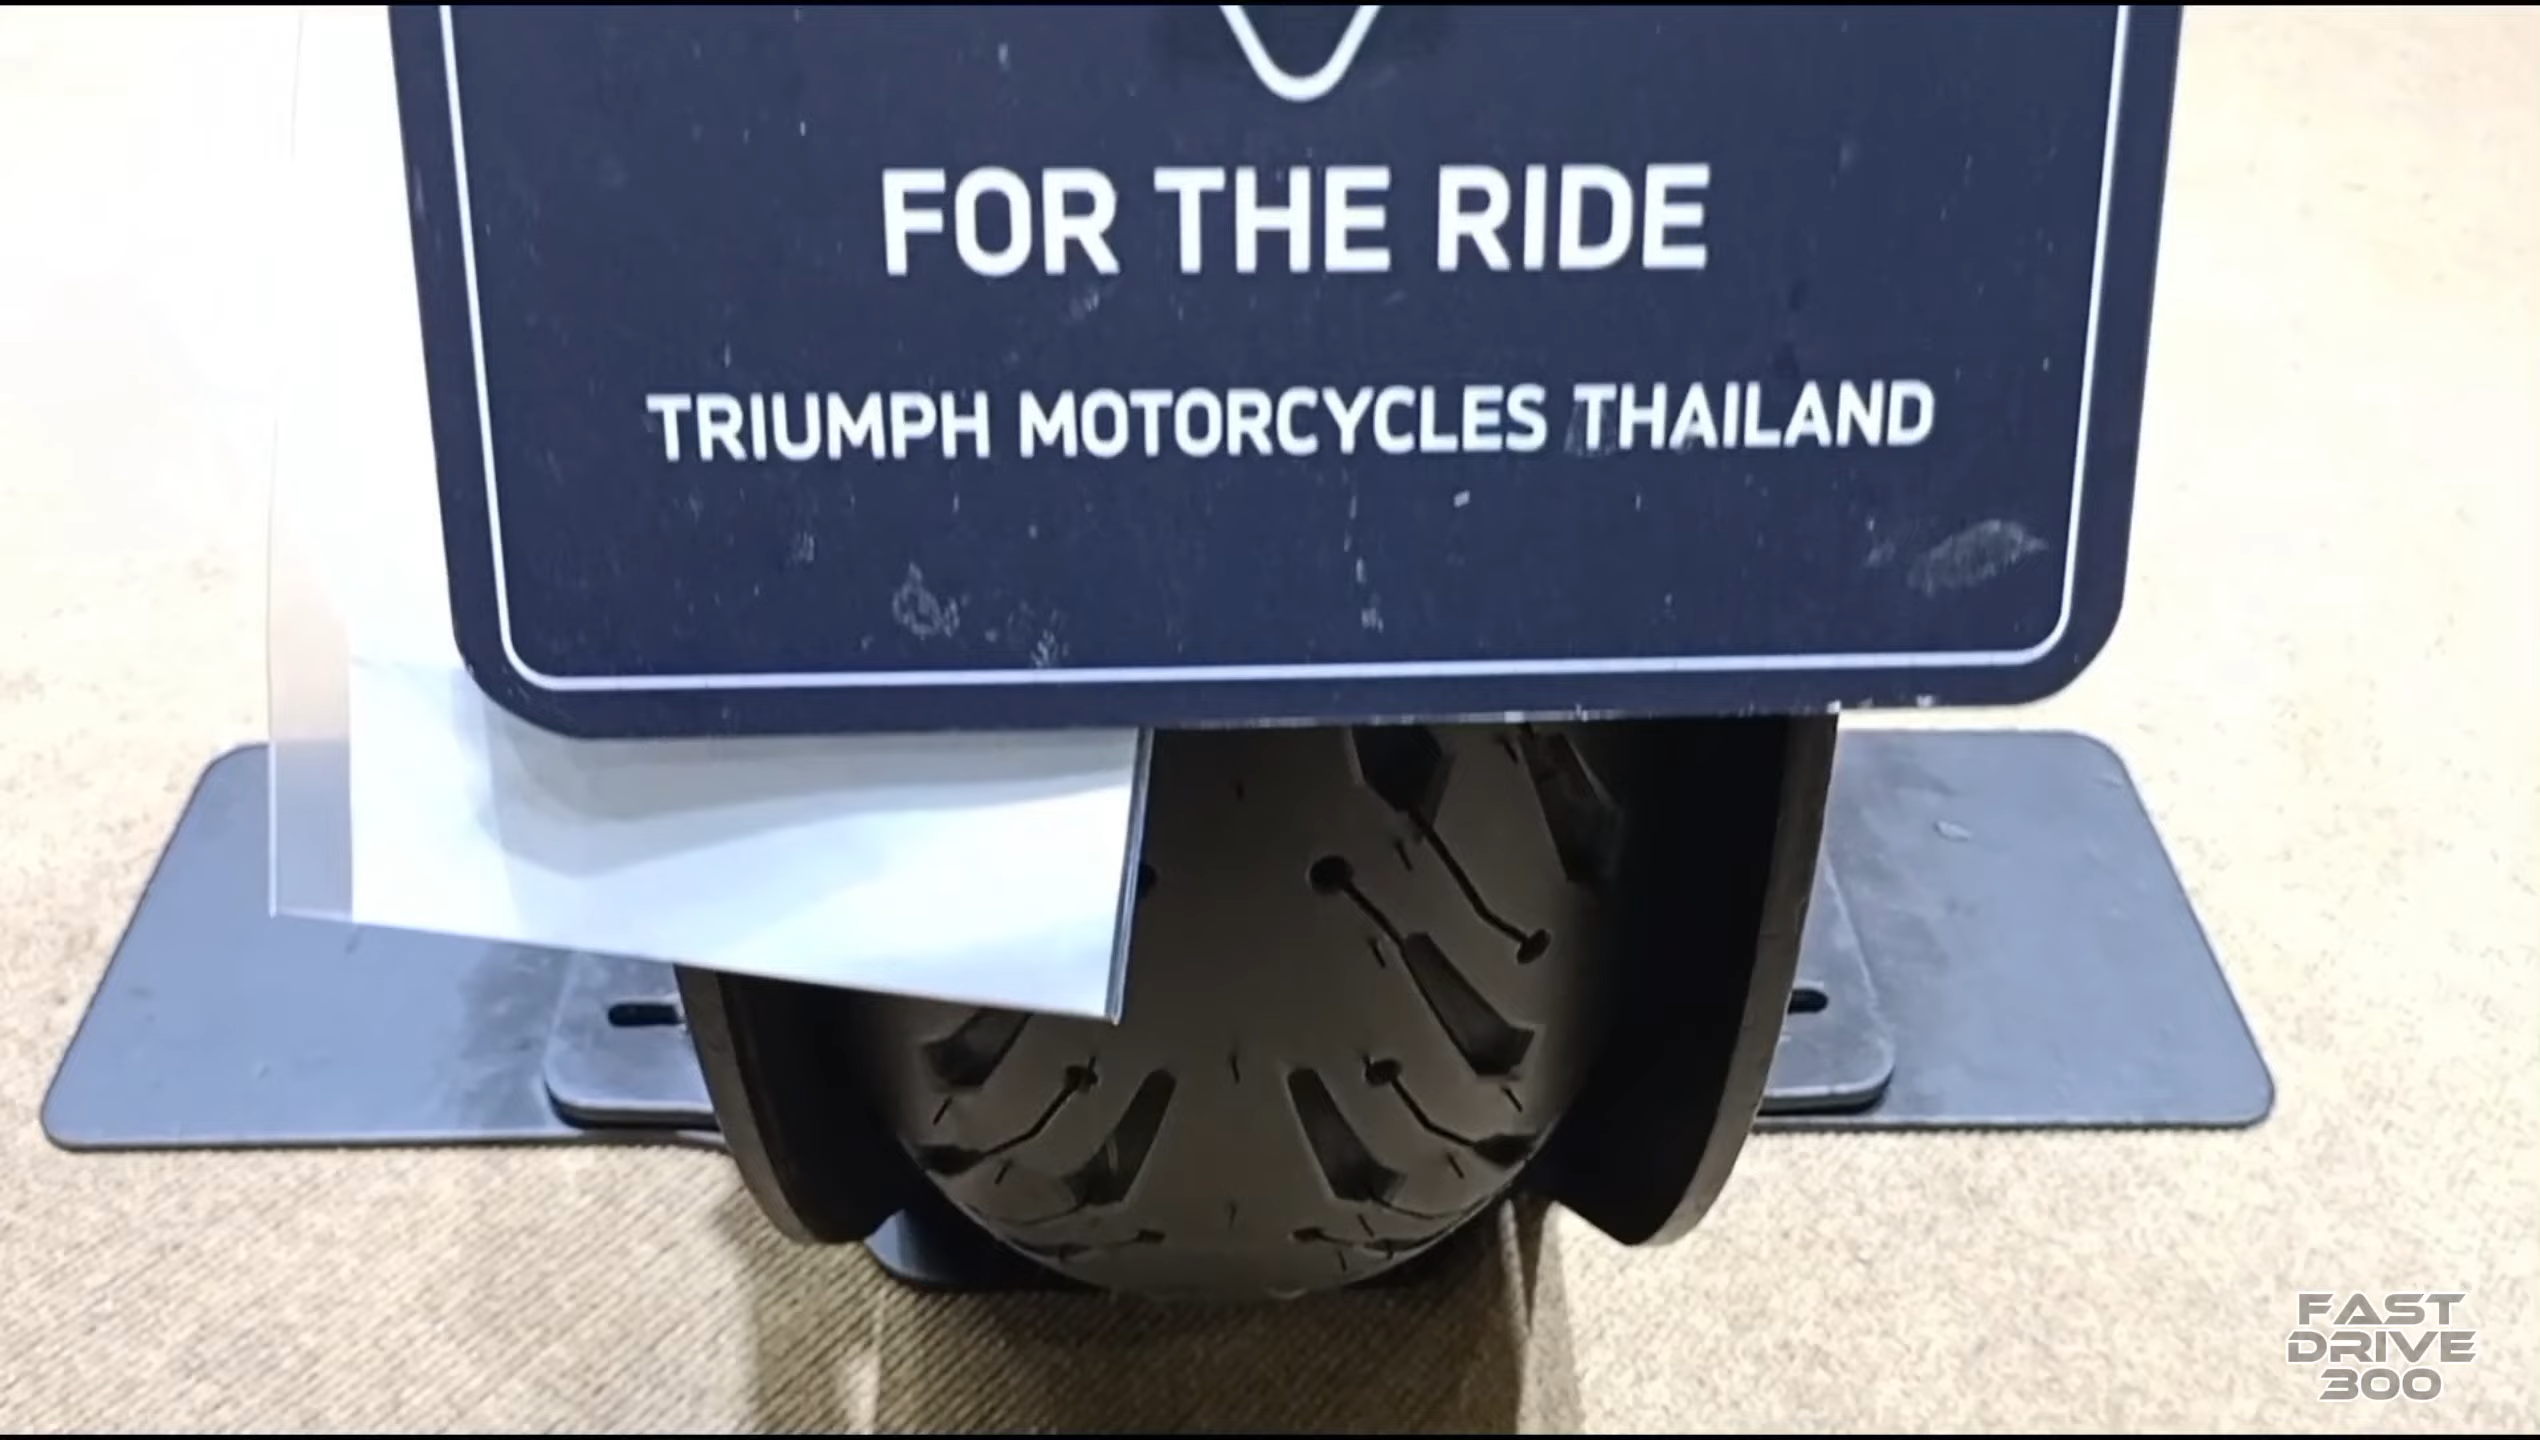 FOR THE RIDE
TRIUMPH MOTORCYCLES THAILAND
FAST
DRIVE
300